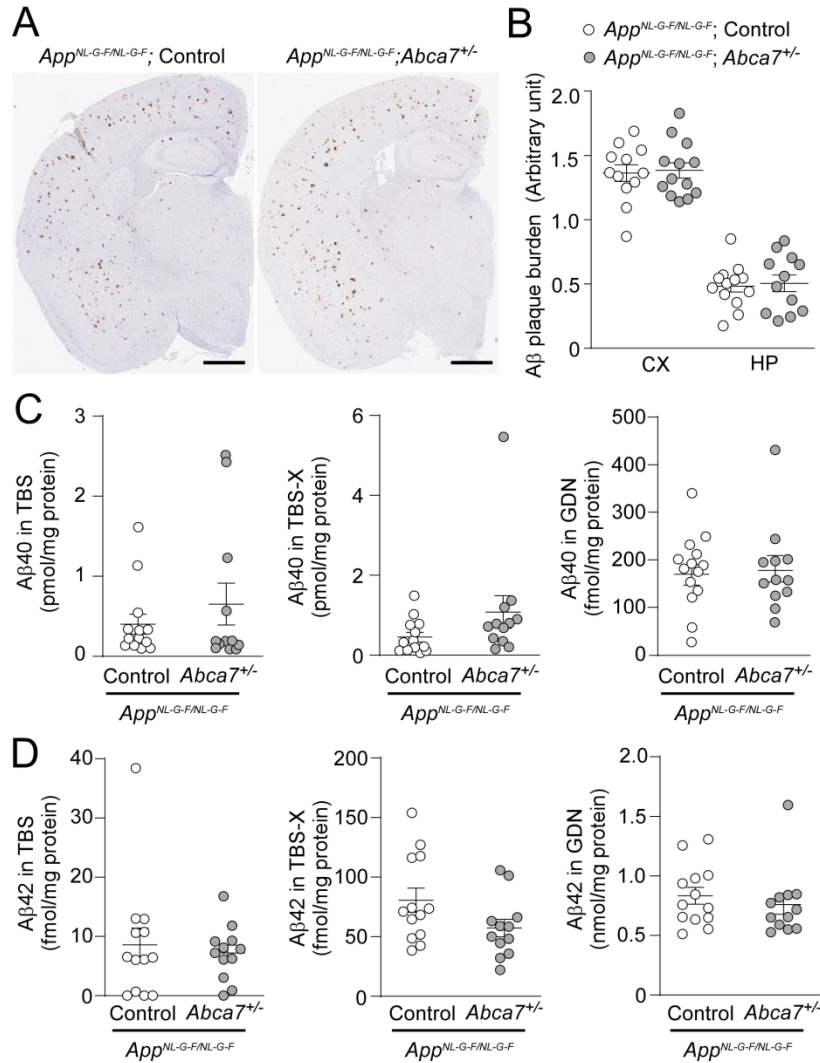 A
App^NL-G-F/NL-G-F; Control
App^NL-G-F/NL-G-F;Abca7^+/-
B
App^NL-G-F/NL-G-F; Control
App^NL-G-F/NL-G-F; Abca7^+/-
Aβ plaque burden (Arbitrary unit)
2.0
1.5
1.0
0.5
0
CX
HP
C
Aβ40 in TBS
(pmol/mg protein)
3
2
1
0
Control
Abca7^+/-
App^NL-G-F/NL-G-F
Aβ40 in TBS-X
(pmol/mg protein)
6
4
2
0
Control
Abca7^+/-
App^NL-G-F/NL-G-F
Aβ40 in GDN
(fmol/mg protein)
500
400
300
200
100
0
Control
Abca7^+/-
App^NL-G-F/NL-G-F
D
Aβ42 in TBS
(fmol/mg protein)
40
30
20
10
0
Control
Abca7^+/-
App^NL-G-F/NL-G-F
Aβ42 in TBS-X
(fmol/mg protein)
200
150
100
50
0
Control
Abca7^+/-
App^NL-G-F/NL-G-F
Aβ42 in GDN
(nmol/mg protein)
2.0
1.5
1.0
0.5
0
Control
Abca7^+/-
App^NL-G-F/NL-G-F